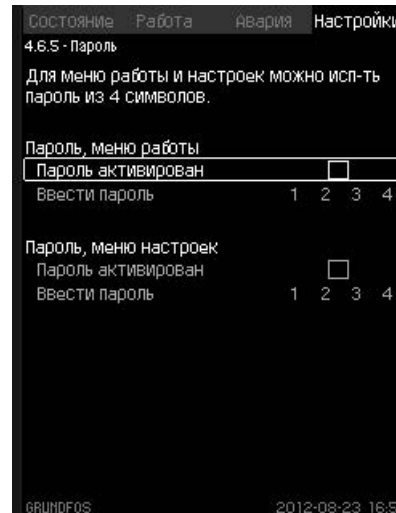 Состояние Работа Авария Настройки
4.6.5 - Пароль
Для меню работы и настроек можно исп-ть
пароль из 4 символов.
Пароль, меню работы
Пароль активирован
Ввести пароль 1 2 3 4
Пароль, меню настроек
Пароль активирован
Ввести пароль 1 2 3 4
GRUNDFOS 2012-08-23 16:5